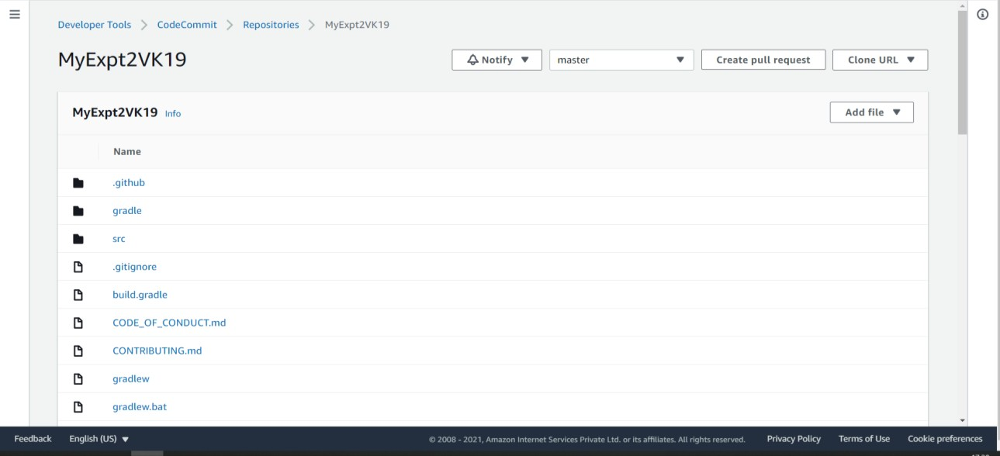 Developer Tools > CodeCommit > Repositories > MyExpt2VK19
MyExpt2VK19
Notify ▼ master ▼ Create pull request Clone URL ▼
MyExpt2VK19 Info
Add file ▼
Name
.github
gradle
src
.gitignore
build.gradle
CODE_OF_CONDUCT.md
CONTRIBUTING.md
gradlew
gradlew.bat
Feedback English (US) ▼ © 2008 - 2021, Amazon Internet Services Private Ltd. or its affiliates. All rights reserved. Privacy Policy Terms of Use Cookie preferences